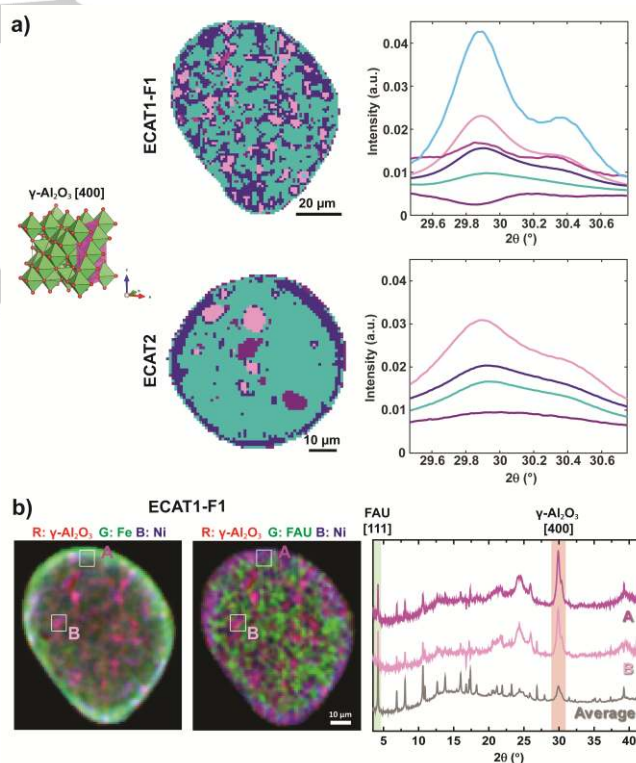 a)
ECAT1-F1
20 µm
Intensity (a.u.)
0.04
0.03
0.02
0.01
0
29.6 29.8 30 30.2 30.4 30.6
2θ (°)
γ-Al₂O₃ [400]
ECAT2
10 µm
Intensity (a.u.)
0.04
0.03
0.02
0.01
0
29.6 29.8 30 30.2 30.4 30.6
2θ (°)
b)
ECAT1-F1
R: γ-Al₂O₃ G: Fe B: Ni
A
B
R: γ-Al₂O₃ G: FAU B: Ni
A
B
10 µm
FAU
[111]
γ-Al₂O₃
[400]
A
B
Average
5 10 15 20 25 30 35 40
2θ (°)